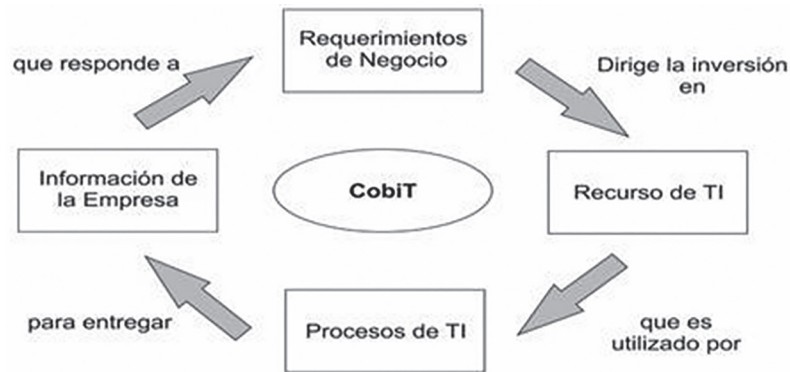 Requerimientos
de Negocio
que responde a
Dirige la inversión
en
Información de
la Empresa
CobiT
Recurso de TI
para entregar
Procesos de TI
que es
utilizado por